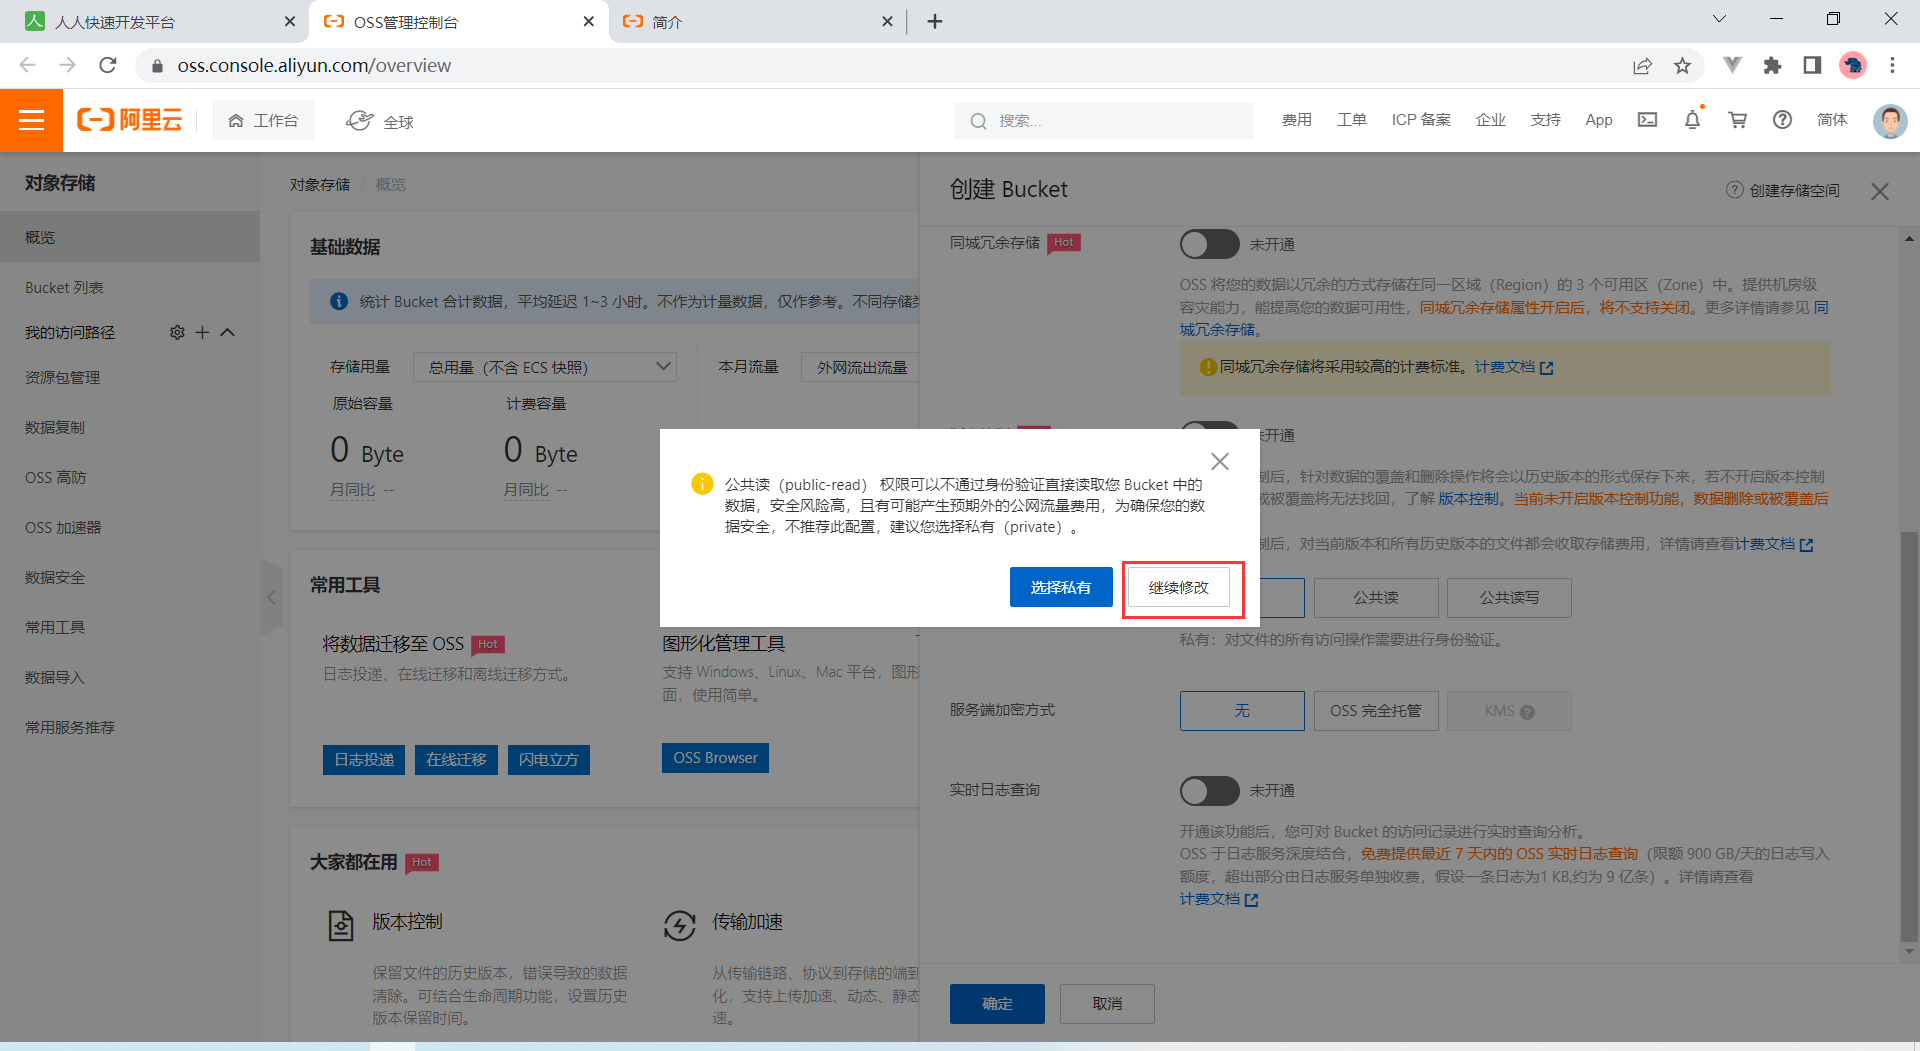 人人快速开发平台
OSS管理控制台
简介
oss.console.aliyun.com/overview
阿里云
工作台
全球
搜索...
费用
工单
ICP 备案
企业
支持
App
简体
对象存储
概览
Bucket 列表
我的访问路径
资源包管理
数据复制
OSS 高防
OSS 加速器
数据安全
常用工具
数据导入
常用服务推荐
对象存储 / 概览
基础数据
统计 Bucket 合计数据，平均延迟 1~3 小时。不作为计量数据，仅作参考。不同存储
存储用量
总用量（不含 ECS 快照）
本月流量
外网流出流量
原始容量
计费容量
0 Byte
0 Byte
月同比 --
月同比 --
常用工具
将数据迁移至 OSS Hot
日志投递、在线迁移和离线迁移方式。
日志投递
在线迁移
闪电立方
图形化管理工具
支持 Windows、Linux、Mac 平台，图形
面，使用简单。
OSS Browser
大家都在用 Hot
版本控制
保留文件的历史版本，错误导致的数据
清除。可结合生命周期功能，设置历史
版本保留时间。
传输加速
从传输链路、协议到存储的端到
化，支持上传加速、动态、静态
速。
创建 Bucket
创建存储空间
同城冗余存储 Hot
未开通
OSS 将您的数据以冗余的方式存储在同一区域（Region）的 3 个可用区（Zone）中。提供机房级
容灾能力，能提高您的数据可用性，同城冗余存储属性开启后，将不支持关闭。更多详情请参见 同
城冗余存储。
同城冗余存储将采用较高的计费标准。计费文档
未开通
制后，针对数据的覆盖和删除操作将会以历史版本的形式保存下来，若不开启版本控制
或被覆盖将无法找回，了解 版本控制。当前未开启版本控制功能，数据删除或被覆盖后
制后，对当前版本和所有历史版本的文件都会收取存储费用，详情请查看计费文档
公共读
公共读写
私有：对文件的所有访问操作需要进行身份验证。
服务端加密方式
无
OSS 完全托管
KMS
实时日志查询
未开通
开通该功能后，您可对 Bucket 的访问记录进行实时查询分析。
OSS 于日志服务深度结合，免费提供最近 7 天内的 OSS 实时日志查询（限额 900 GB/天的日志写入
额度，超出部分由日志服务单独收费，假设一条日志为1 KB,约为 9 亿条）。详情请查看
计费文档
确定
取消
公共读（public-read） 权限可以不通过身份验证直接读取您 Bucket 中的
数据，安全风险高，且有可能产生预期外的公网流量费用，为确保您的数
据安全，不推荐此配置，建议您选择私有（private）。
选择私有
继续修改